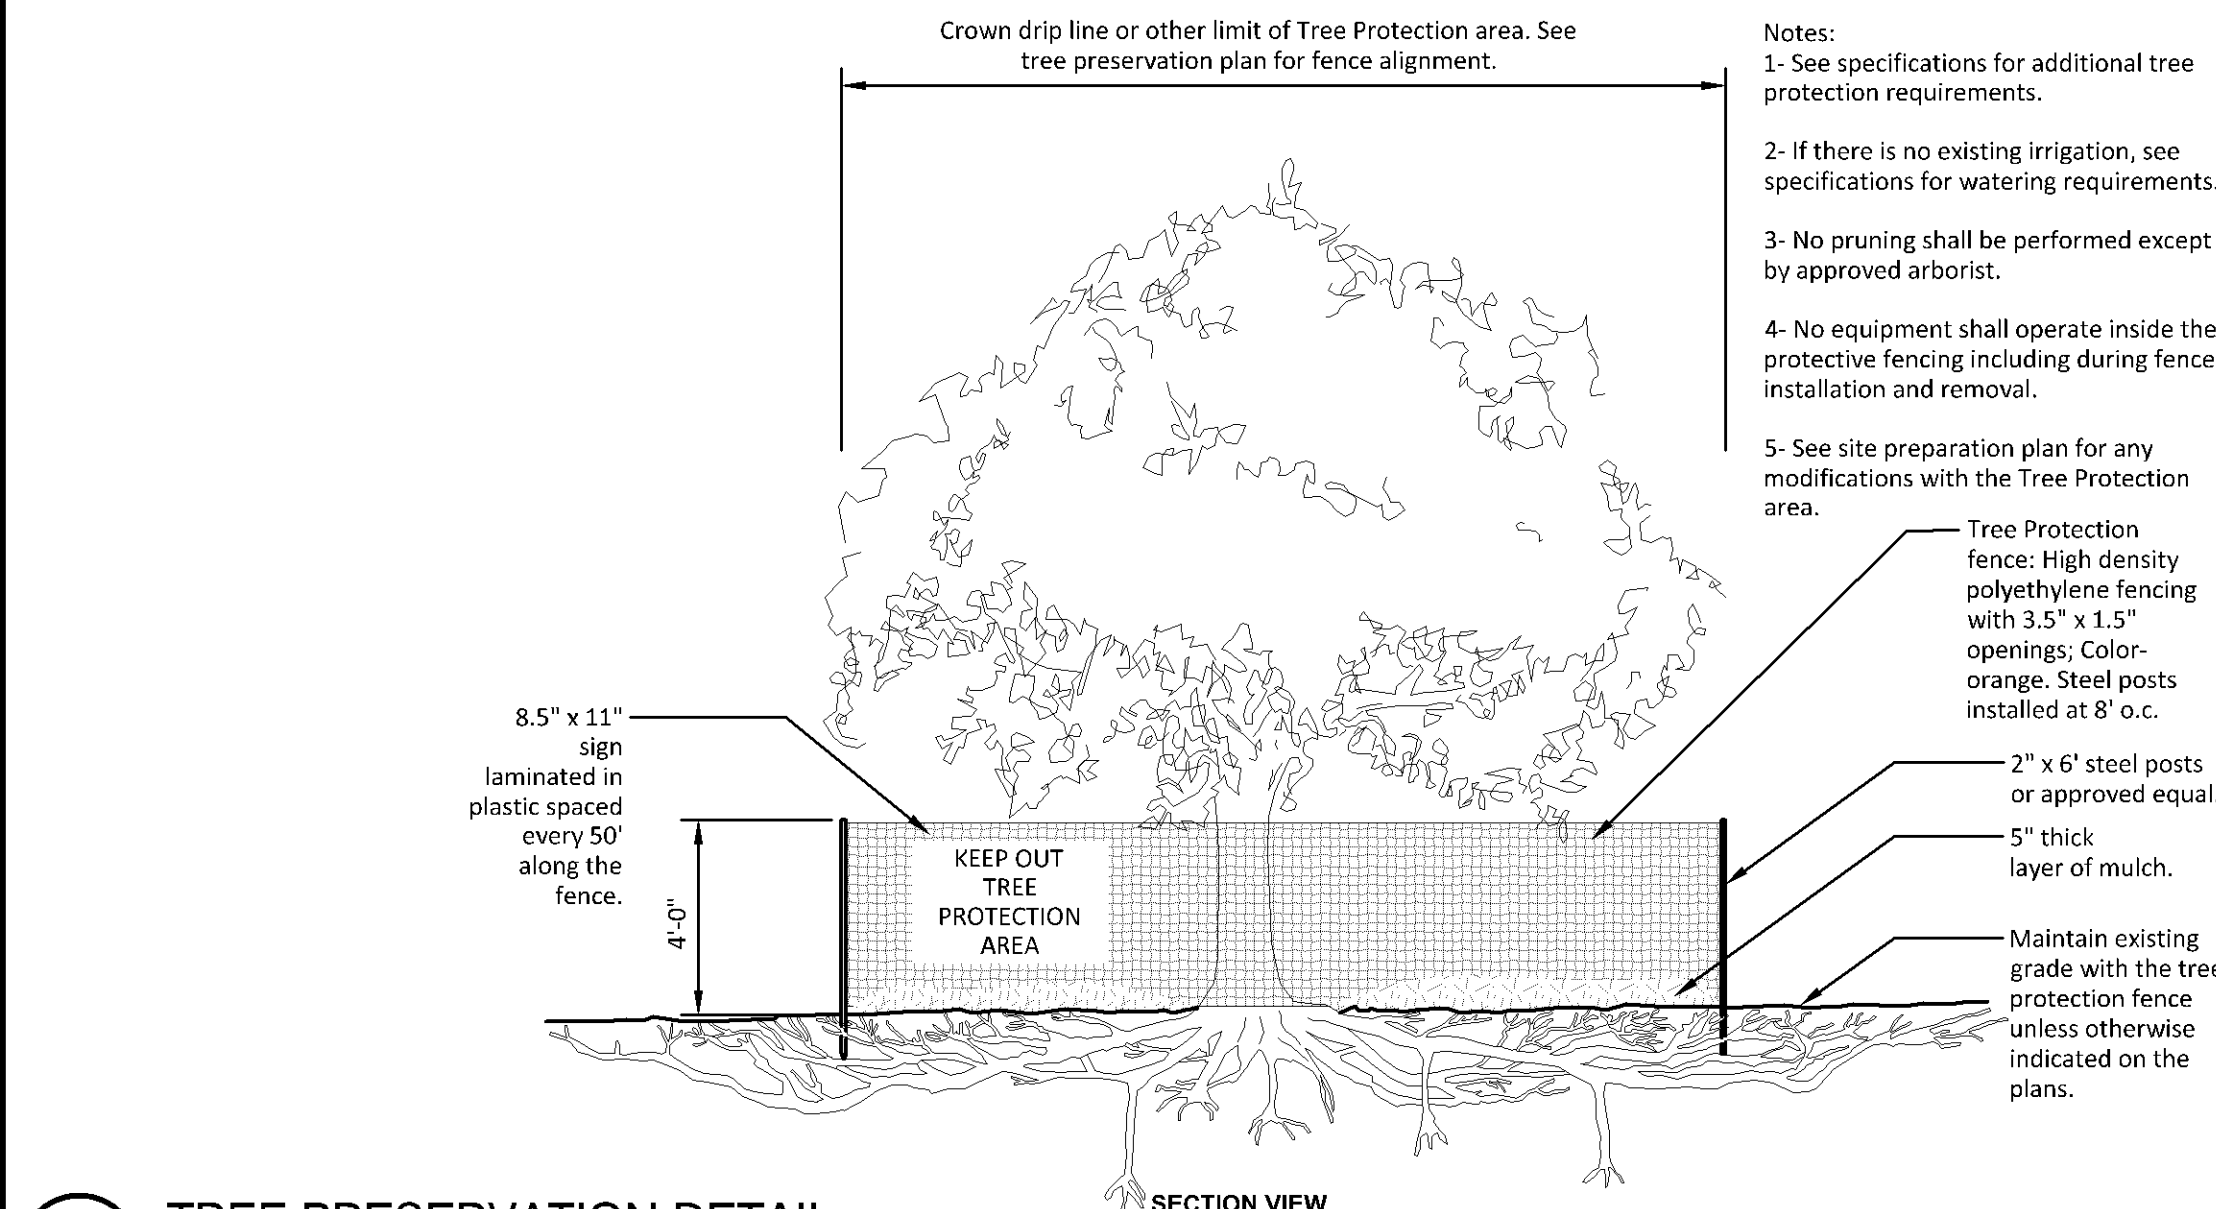 Crown drip line or other limit of Tree Protection area. See
tree preservation plan for fence alignment.
Notes:
1- See specifications for additional tree
protection requirements.
2- If there is no existing irrigation, see
specifications for watering requirements.
3- No pruning shall be performed except
by approved arborist.
4- No equipment shall operate inside the
protective fencing including during fence
installation and removal.
5- See site preparation plan for any
modifications with the Tree Protection
area.
Tree Protection
fence: High density
polyethylene fencing
with 3.5" x 1.5"
openings; Color-
orange. Steel posts
installed at 8' o.c.
2" x 6' steel posts
or approved equal.
5" thick
layer of mulch.
Maintain existing
grade with the tree
protection fence
unless otherwise
indicated on the
plans.
8.5" x 11"
sign
laminated in
plastic spaced
every 50'
along the
fence.
4'-0"
KEEP OUT
TREE
PROTECTION
AREA
SECTION VIEW
TREE PRESERVATION DETAIL